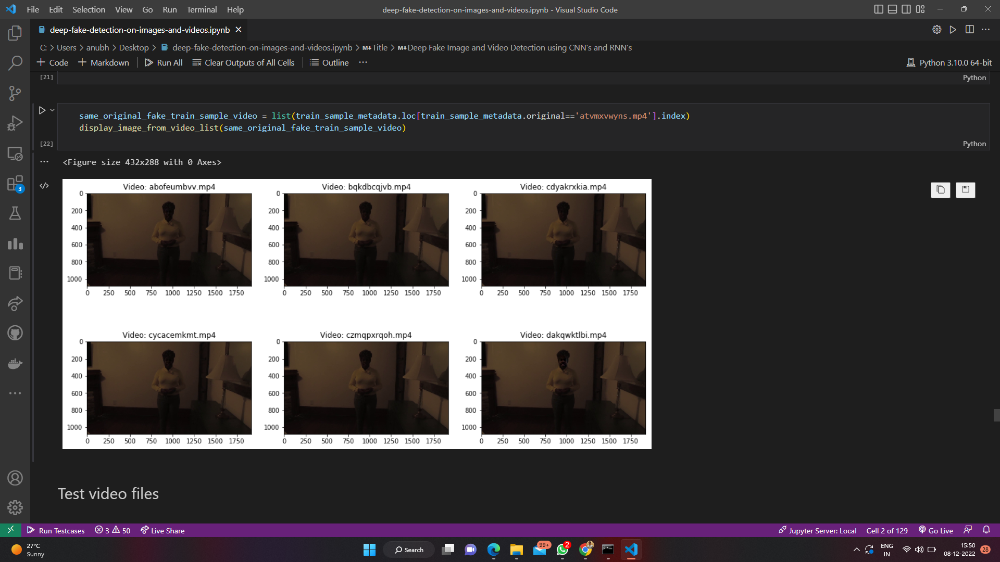 File Edit Selection View Go Run Terminal Help
deep-fake-detection-on-images-and-videos.ipynb - Visual Studio Code
deep-fake-detection-on-images-and-videos.ipynb
C: > Users > anubh > Desktop > deep-fake-detection-on-images-and-videos.ipynb > M↓Title > M↓Deep Fake Image and Video Detection using CNN's and RNN's
+ Code + Markdown Run All Clear Outputs of All Cells Outline ...
Python 3.10.0 64-bit
[21]
Python
same_original_fake_train_sample_video = list(train_sample_metadata.loc[train_sample_metadata.original=='atvmxvwyns.mp4'].index)
display_image_from_video_list(same_original_fake_train_sample_video)
[22]
Python
<Figure size 432x288 with 0 Axes>
Video: abofeumbvv.mp4
0
200
400
600
800
1000
0 250 500 750 1000 1250 1500 1750
Video: bqkdbcqjvb.mp4
0
200
400
600
800
1000
0 250 500 750 1000 1250 1500 1750
Video: cdyakrxkia.mp4
0
200
400
600
800
1000
0 250 500 750 1000 1250 1500 1750
Video: cycacemkmt.mp4
0
200
400
600
800
1000
0 250 500 750 1000 1250 1500 1750
Video: czmqpxrqoh.mp4
0
200
400
600
800
1000
0 250 500 750 1000 1250 1500 1750
Video: dakqwktlbi.mp4
0
200
400
600
800
1000
0 250 500 750 1000 1250 1500 1750
3
Test video files
Run Testcases 3 50 Live Share
Jupyter Server: Local Cell 2 of 129 Go Live
27°C
Sunny
Search
99+
2
ENG
IN
15:50
08-12-2022
28